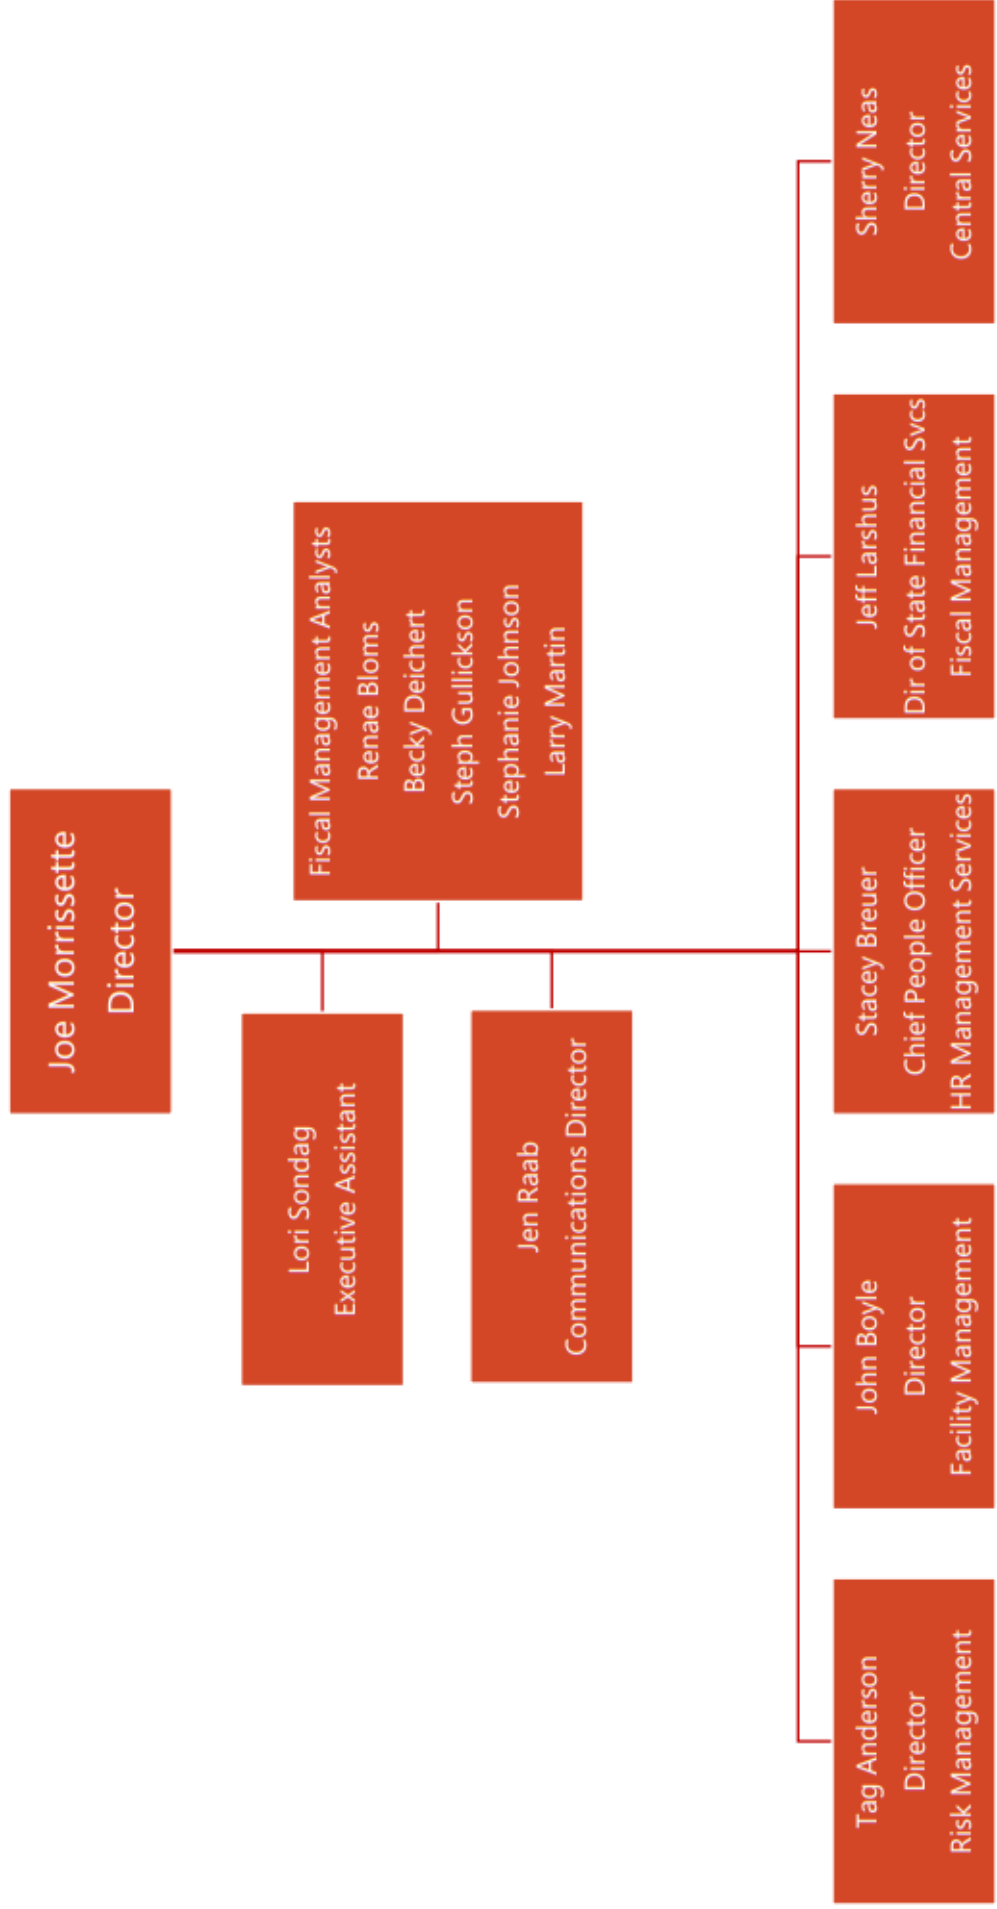 Joe Morrissette
Director
Lori Sondag
Executive Assistant
Fiscal Management Analysts
Renae Bloms
Becky Deichert
Steph Gullickson
Stephanie Johnson
Larry Martin
Jen Raab
Communications Director
Tag Anderson
Director
Risk Management
John Boyle
Director
Facility Management
Stacey Breuer
Chief People Officer
HR Management Services
Jeff Larshus
Dir of State Financial Svcs
Fiscal Management
Sherry Neas
Director
Central Services